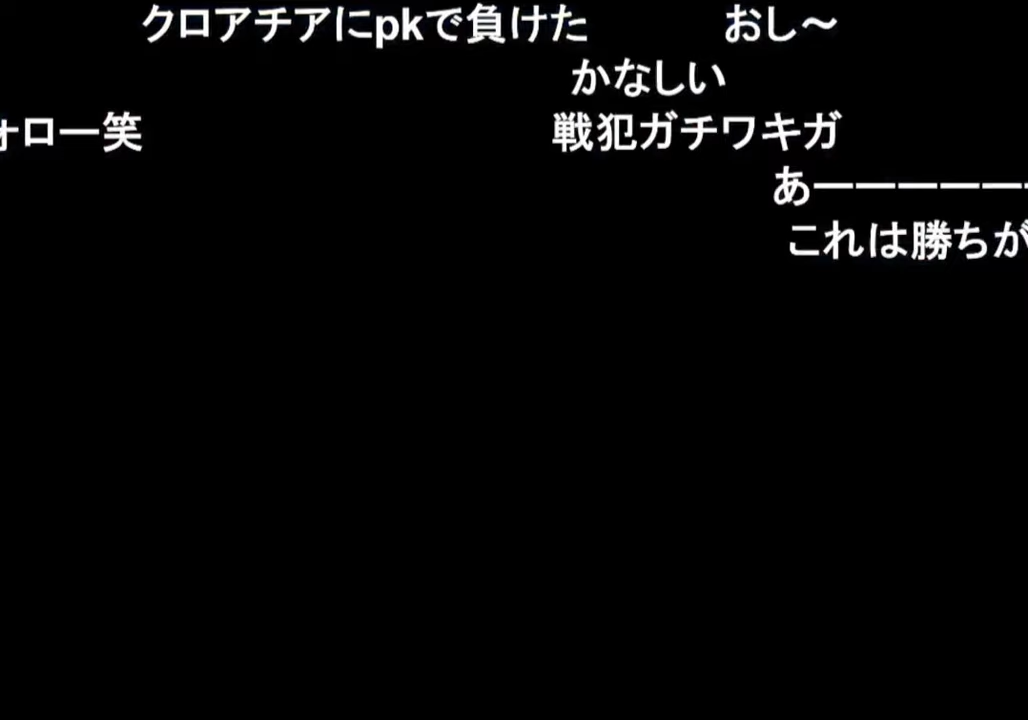 クロアチアにpkで負けた おし〜
かなしい
ォロー笑 戦犯ガチワキガ
あーーーーーー
これは勝ちが